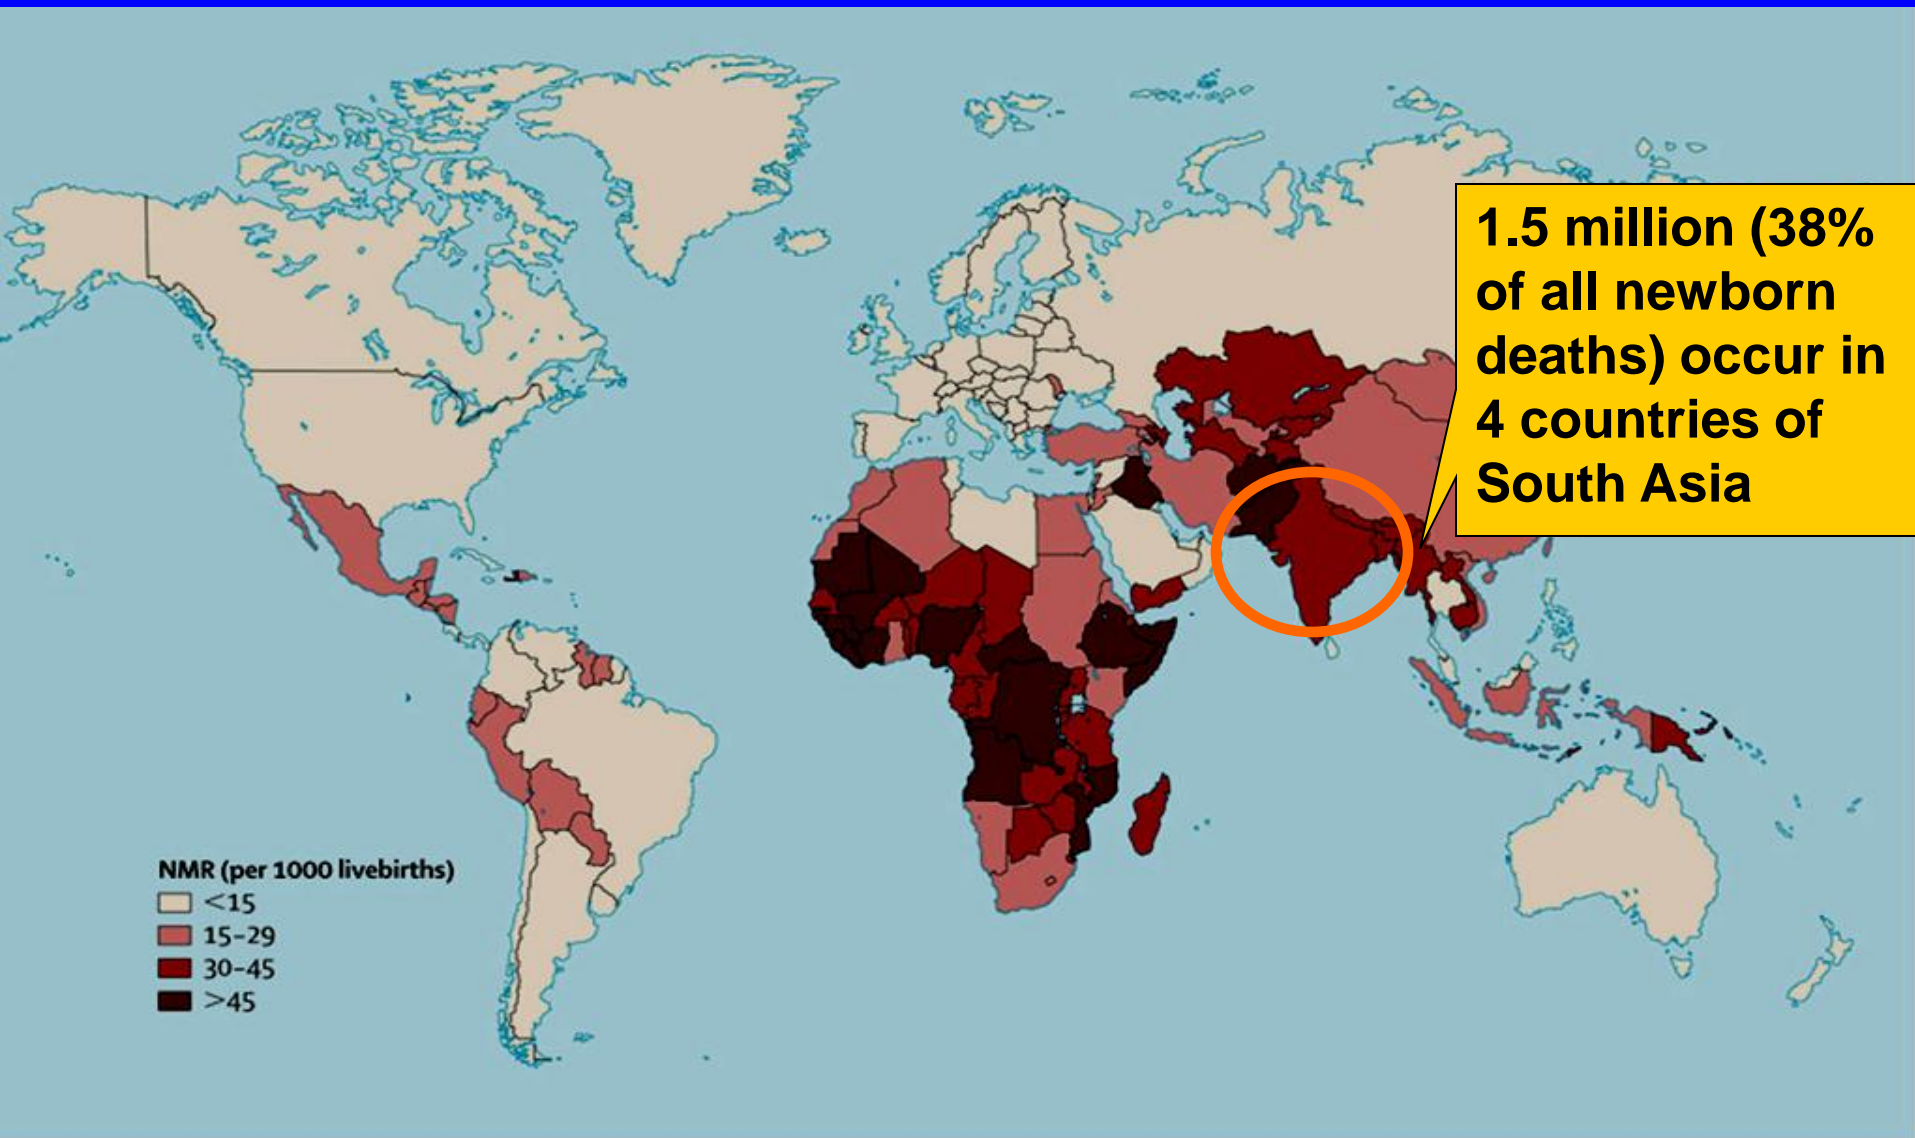 1.5 million (38%
of all newborn
deaths) occur in
4 countries of
South Asia
NMR (per 1000 livebirths)
<15
15–29
30–45
>45